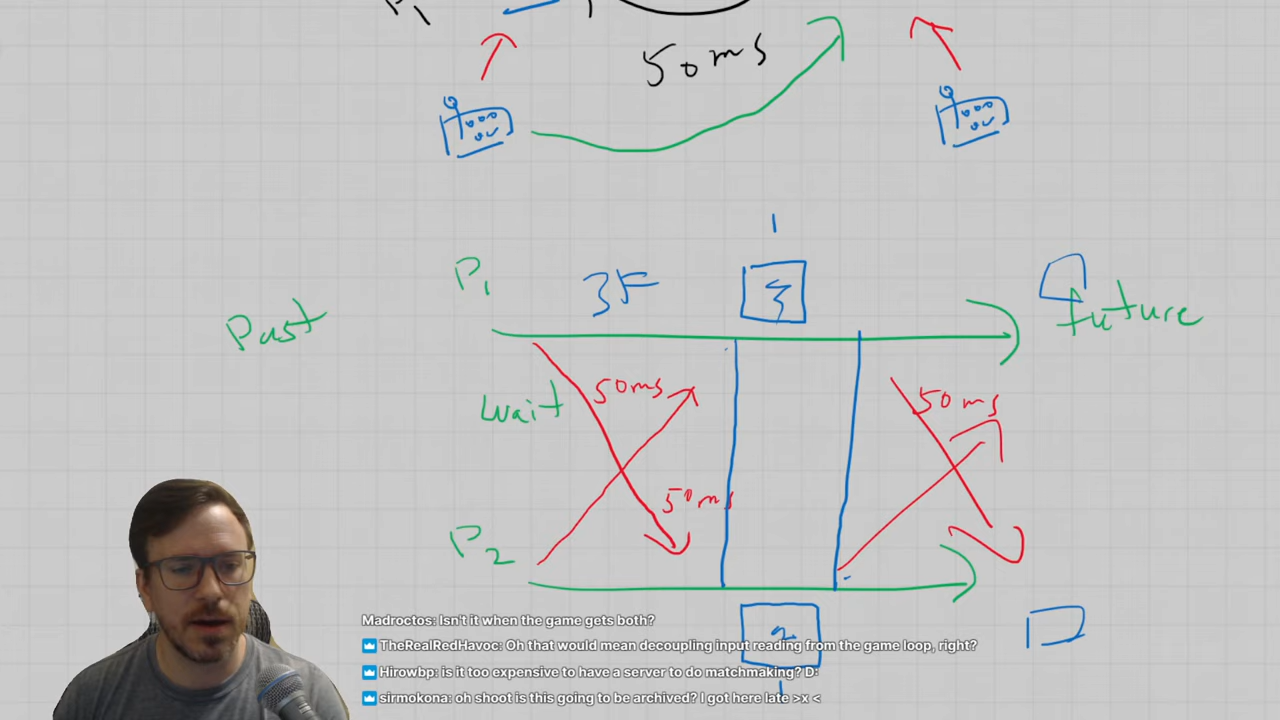 P1
50ms
1
P1 3F future
Past
wait 50ms 50ms
50ms
P2
Madroctos: Isn't it when the game gets both?
TheRealRedHavoc: Oh that would mean decoupling input reading from the game loop, right?
2
Hirowbp: is it too expensive to have a server to do matchmaking? D:
sirmokona: oh shoot is this going to be archived? I got here late >x <
1